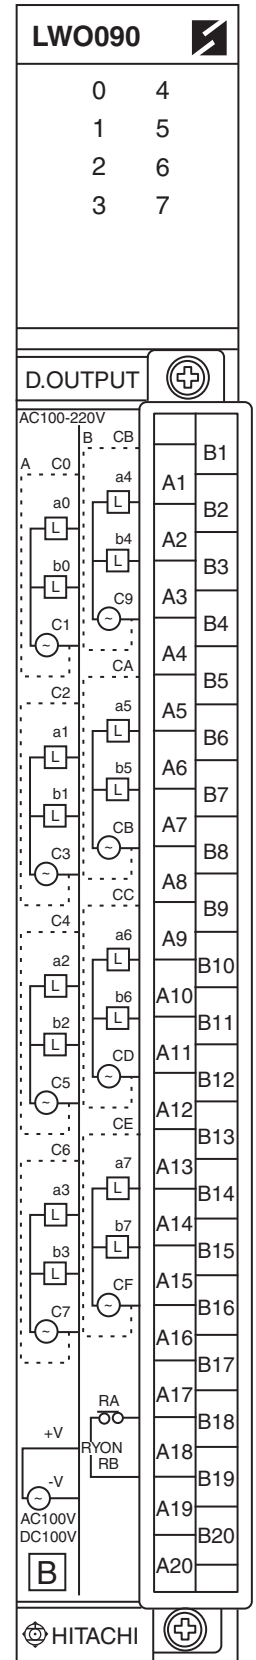 LWO090
0 4
1 5
2 6
3 7
D.OUTPUT
AC100-220V
A C0
a0
L
b0
L
C1
~
C2
a1
L
b1
L
C3
~
C4
a2
L
b2
L
C5
~
C6
a3
L
b3
L
C7
~
+V
-V
~
AC100V
DC100V
B
B CB
a4
L
b4
L
C9
~
CA
a5
L
b5
L
CB
~
CC
a6
L
b6
L
CD
~
CE
a7
L
b7
L
CF
~
RA
RYON
RB
A1
A2
A3
A4
A5
A6
A7
A8
A9
A10
A11
A12
A13
A14
A15
A16
A17
A18
A19
A20
B1
B2
B3
B4
B5
B6
B7
B8
B9
B10
B11
B12
B13
B14
B15
B16
B17
B18
B19
B20
HITACHI